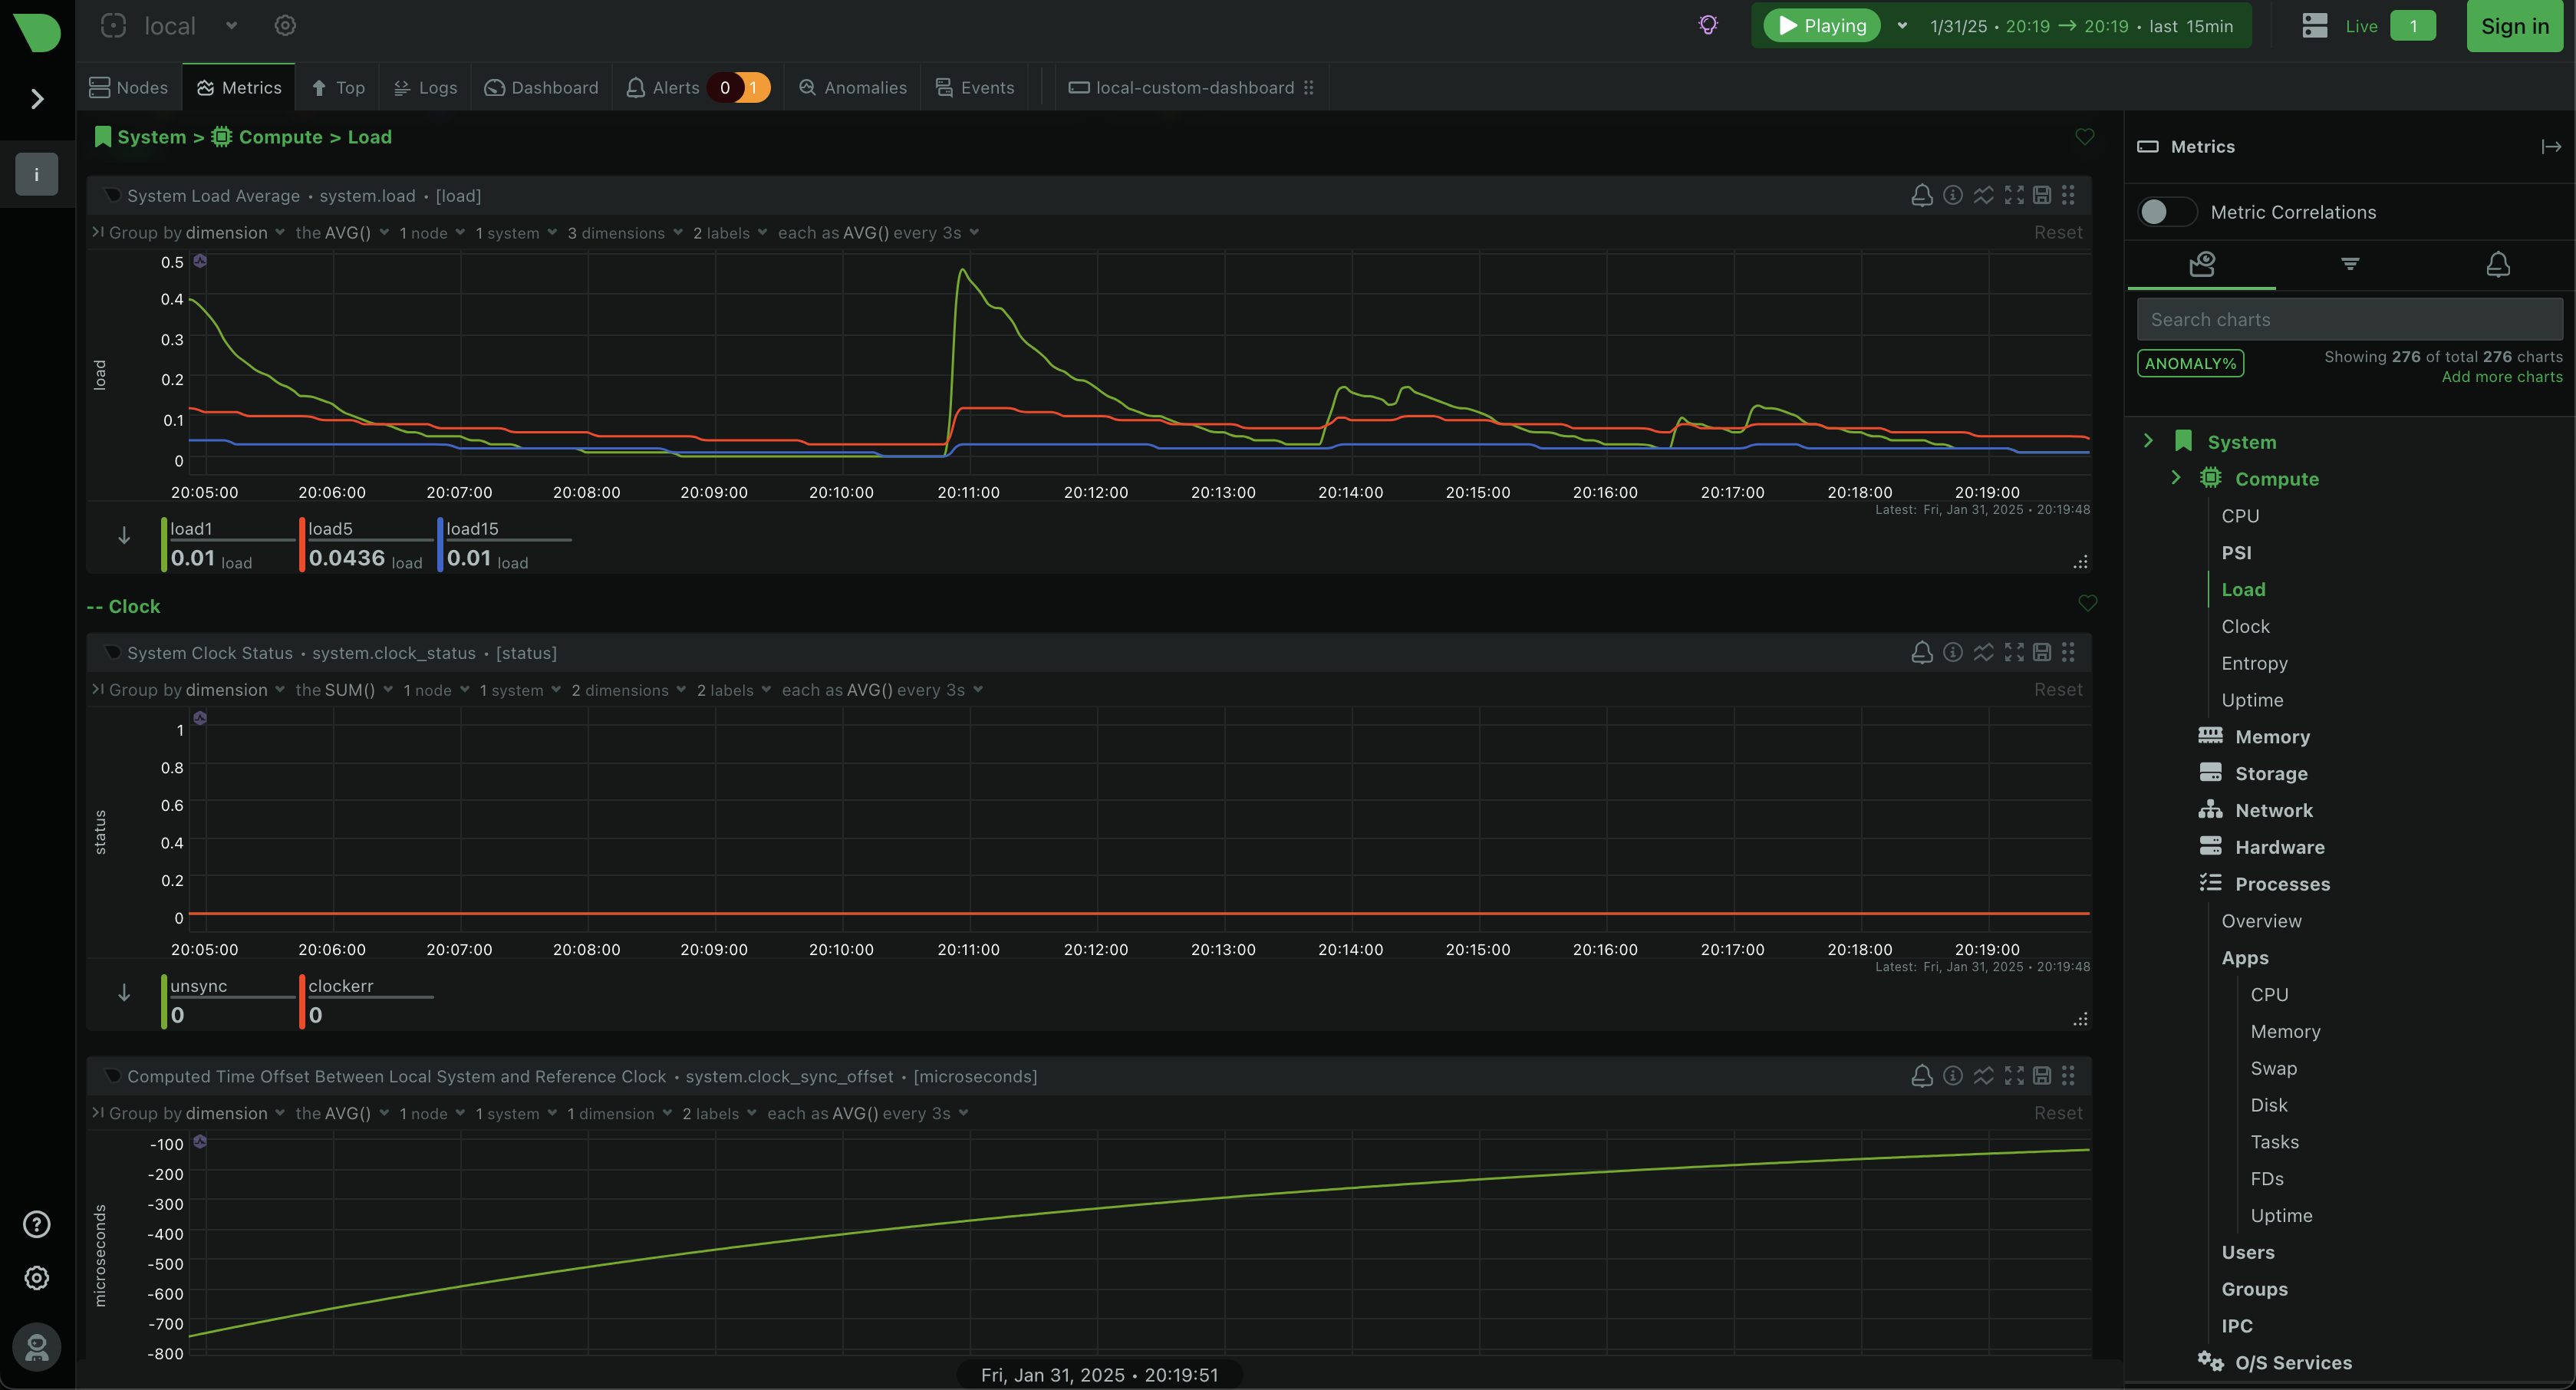 local
Playing
1/31/25 • 20:19 → 20:19 • last 15min
Live
1
Sign in
Nodes
Metrics
Top
Logs
Dashboard
Alerts
0
1
Anomalies
Events
local-custom-dashboard
i
System > Compute > Load
System Load Average • system.load • [load]
Group by dimension the AVG() 1 node 1 system 3 dimensions 2 labels each as AVG() every 3s
Reset
load
0.5
0.4
0.3
0.2
0.1
0
20:05:00 20:06:00 20:07:00 20:08:00 20:09:00 20:10:00 20:11:00 20:12:00 20:13:00 20:14:00 20:15:00 20:16:00 20:17:00 20:18:00 20:19:00
Latest: Fri, Jan 31, 2025 • 20:19:48
load1
0.01 load
load5
0.0436 load
load15
0.01 load
-- Clock
System Clock Status • system.clock_status • [status]
Group by dimension the SUM() 1 node 1 system 2 dimensions 2 labels each as AVG() every 3s
Reset
status
1
0.8
0.6
0.4
0.2
0
20:05:00 20:06:00 20:07:00 20:08:00 20:09:00 20:10:00 20:11:00 20:12:00 20:13:00 20:14:00 20:15:00 20:16:00 20:17:00 20:18:00 20:19:00
Latest: Fri, Jan 31, 2025 • 20:19:48
unsync
0
clockerr
0
Computed Time Offset Between Local System and Reference Clock • system.clock_sync_offset • [microseconds]
Group by dimension the AVG() 1 node 1 system 1 dimension 2 labels each as AVG() every 3s
Reset
microseconds
-100
-200
-300
-400
-500
-600
-700
-800
Fri, Jan 31, 2025 • 20:19:51
Metrics
Metric Correlations
Search charts
ANOMALY%
Showing 276 of total 276 charts
Add more charts
System
Compute
CPU
PSI
Load
Clock
Entropy
Uptime
Memory
Storage
Network
Hardware
Processes
Overview
Apps
CPU
Memory
Swap
Disk
Tasks
FDs
Uptime
Users
Groups
IPC
O/S Services